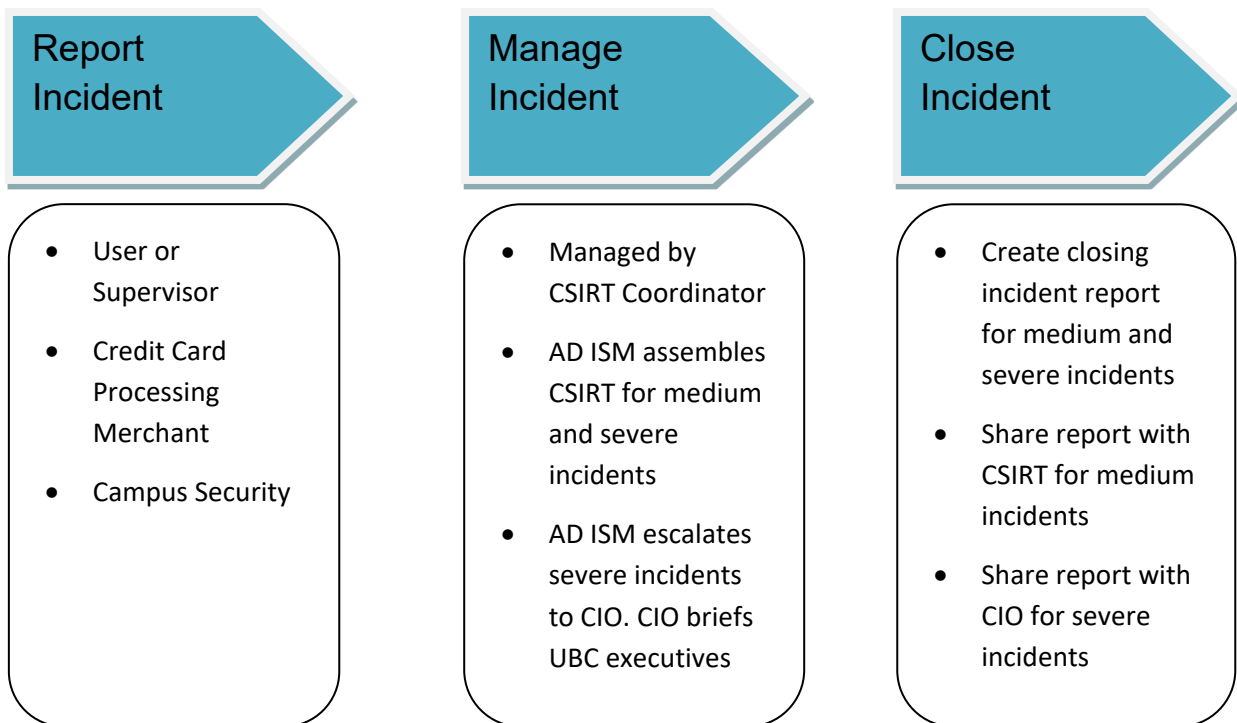 Report
Incident
• User or
Supervisor
• Credit Card
Processing
Merchant
• Campus Security
Manage
Incident
• Managed by
CSIRT Coordinator
• AD ISM assembles
CSIRT for medium
and severe
incidents
• AD ISM escalates
severe incidents
to CIO. CIO briefs
UBC executives
Close
Incident
• Create closing
incident report
for medium and
severe incidents
• Share report with
CSIRT for medium
incidents
• Share report with
CIO for severe
incidents